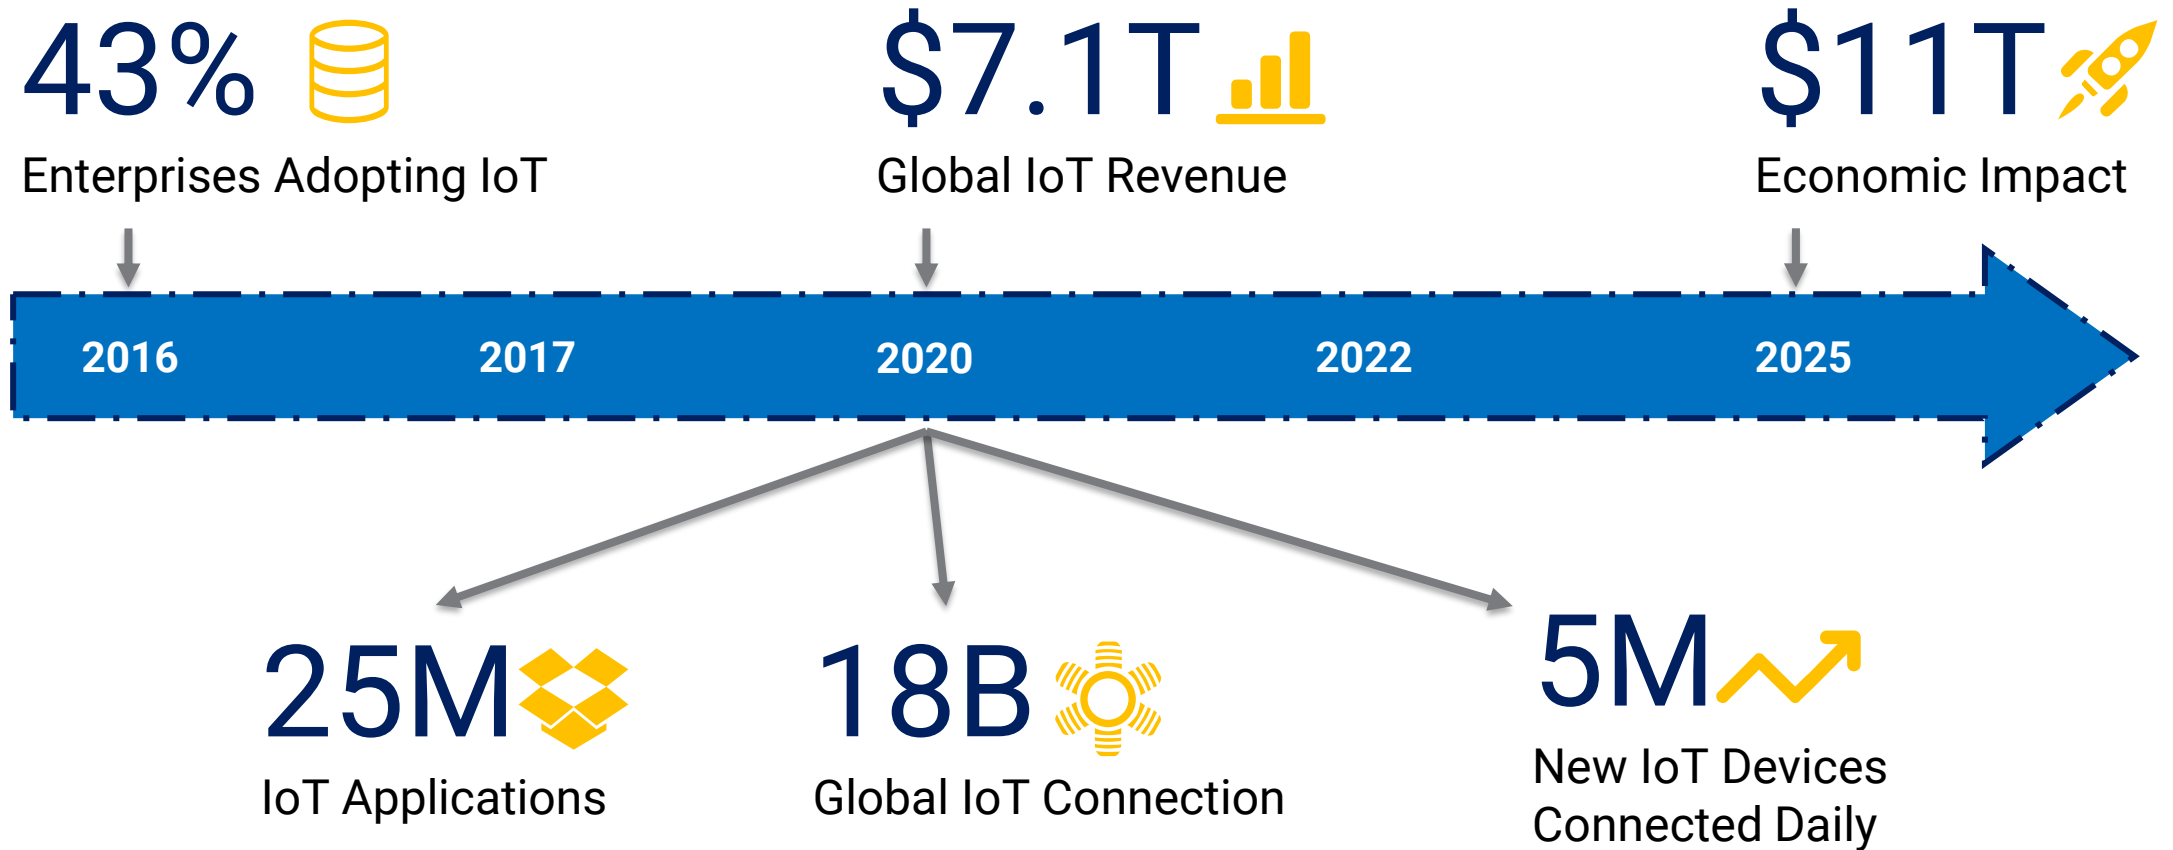 43%
Enterprises Adopting IoT
$7.1T
Global IoT Revenue
$11T
Economic Impact
2016
2017
2020
2022
2025
25M
IoT Applications
18B
Global IoT Connection
5M
New IoT Devices
Connected Daily